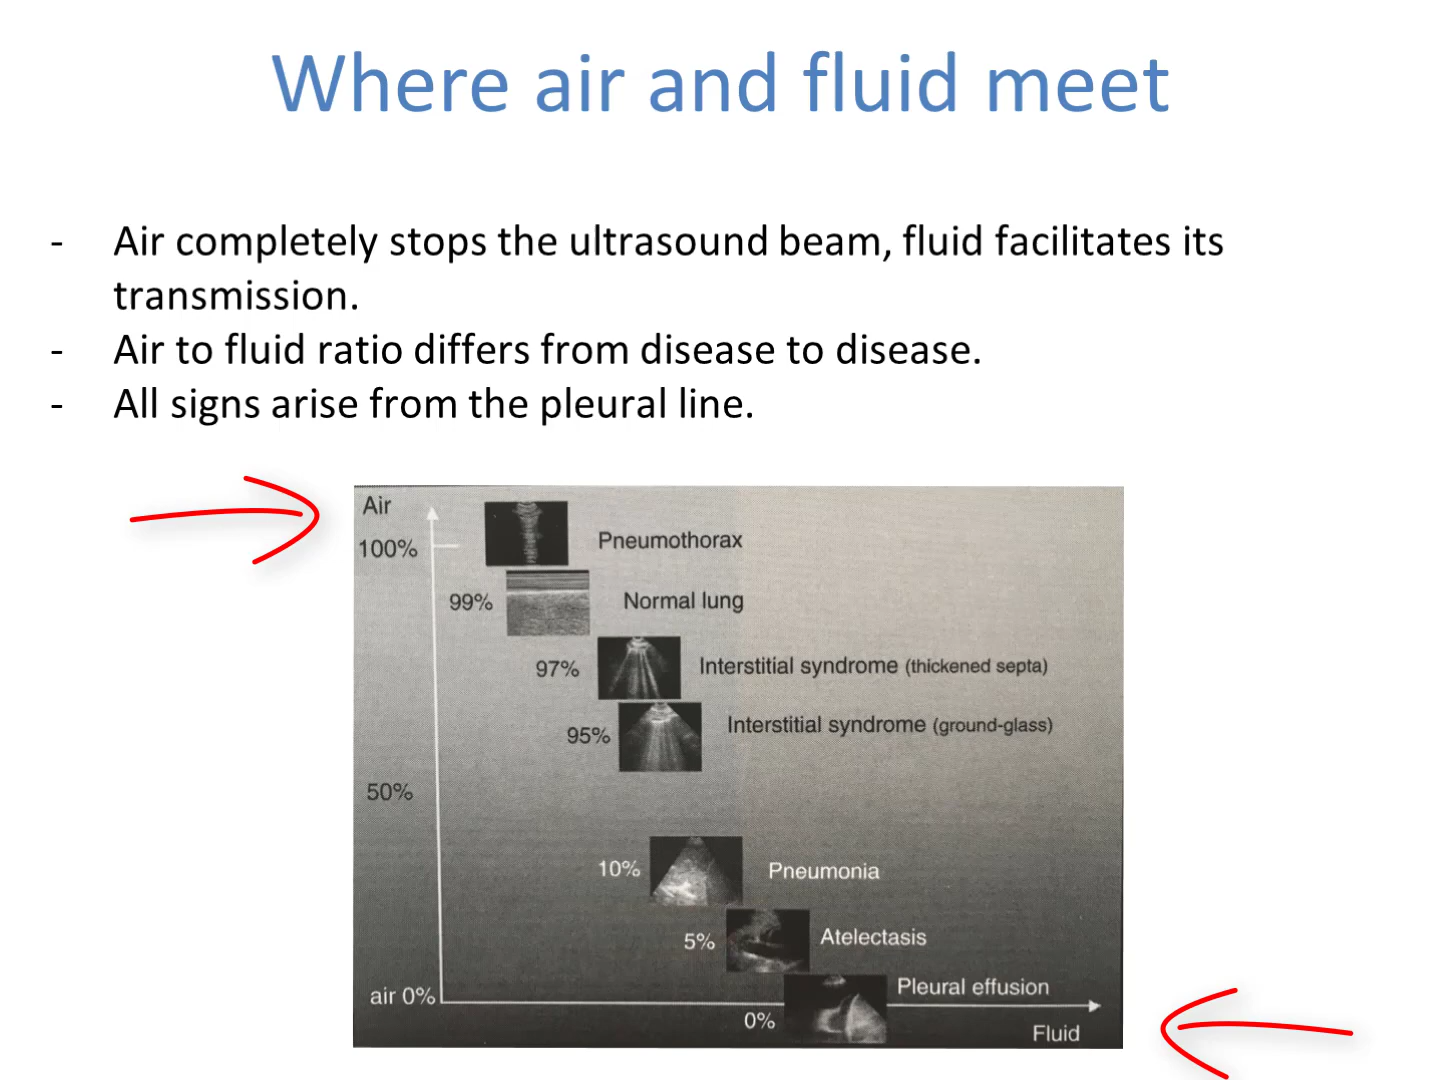 Where air and fluid meet
- Air completely stops the ultrasound beam, fluid facilitates its
transmission.
- Air to fluid ratio differs from disease to disease.
- All signs arise from the pleural line.
Air
100%
Pneumothorax
99%
Normal lung
97%
Interstitial syndrome (thickened septa)
95%
Interstitial syndrome (ground-glass)
50%
10%
Pneumonia
5%
Atelectasis
Pleural effusion
air 0%
0%
Fluid